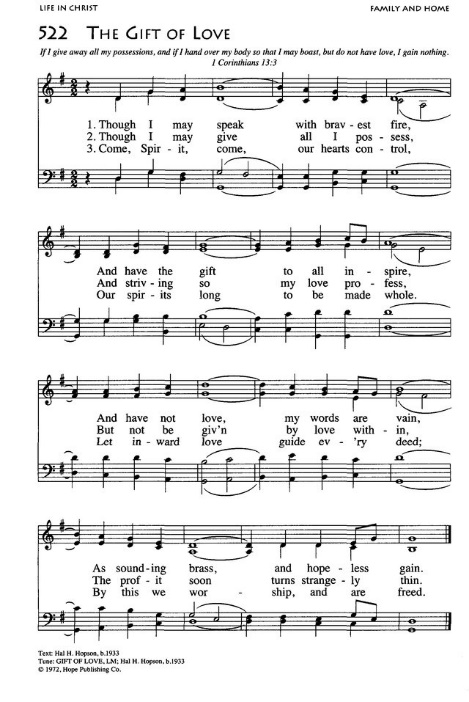 LIFE IN CHRIST
FAMILY AND HOME
522 THE GIFT OF LOVE
If I give away all my possessions, and if I hand over my body so that I may boast, but do not have love, I gain nothing.
1 Corinthians 13:3
1. Though I may speak with brav - est fire,
2. Though I may give all I pos - sess,
3. Come, Spir - it, come, our hearts con - trol,
And have the gift to all in - spire,
And striv - ing so my love pro - fess,
Our spir - its long to be made whole.
And have not love, my words are vain,
But not be giv'n by love with - in,
Let in - ward love guide ev - 'ry deed;
As sound - ing brass, and hope - less gain.
The prof - it soon turns strange - ly thin.
By this we wor - ship, and are freed.
Text: Hal H. Hopson, b.1933
Tune: GIFT OF LOVE, LM; Hal H. Hopson, b.1933
© 1972, Hope Publishing Co.